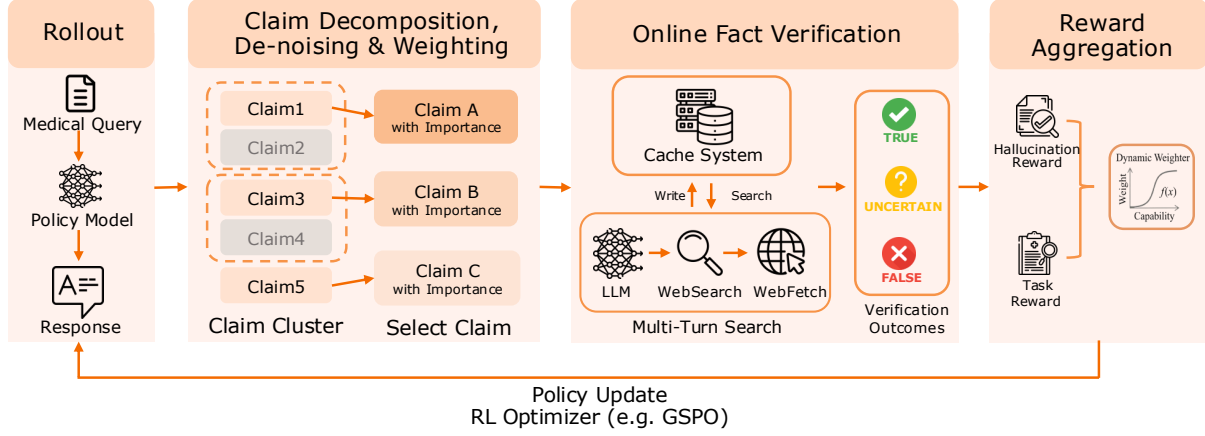 Rollout
Medical Query
Policy Model
Response
Claim Decomposition,
De-noising & Weighting
Claim1
Claim2
Claim3
Claim4
Claim5
Claim Cluster
Claim A
with Importance
Claim B
with Importance
Claim C
with Importance
Select Claim
Online Fact Verification
Cache System
Write
Search
LLM
WebSearch
WebFetch
Multi-Turn Search
TRUE
?
UNCERTAIN
FALSE
Verification
Outcomes
Reward
Aggregation
Hallucination
Reward
Task
Reward
Dynamic Weighter
Weight
f(x)
Capability
Policy Update
RL Optimizer (e.g. GSPO)